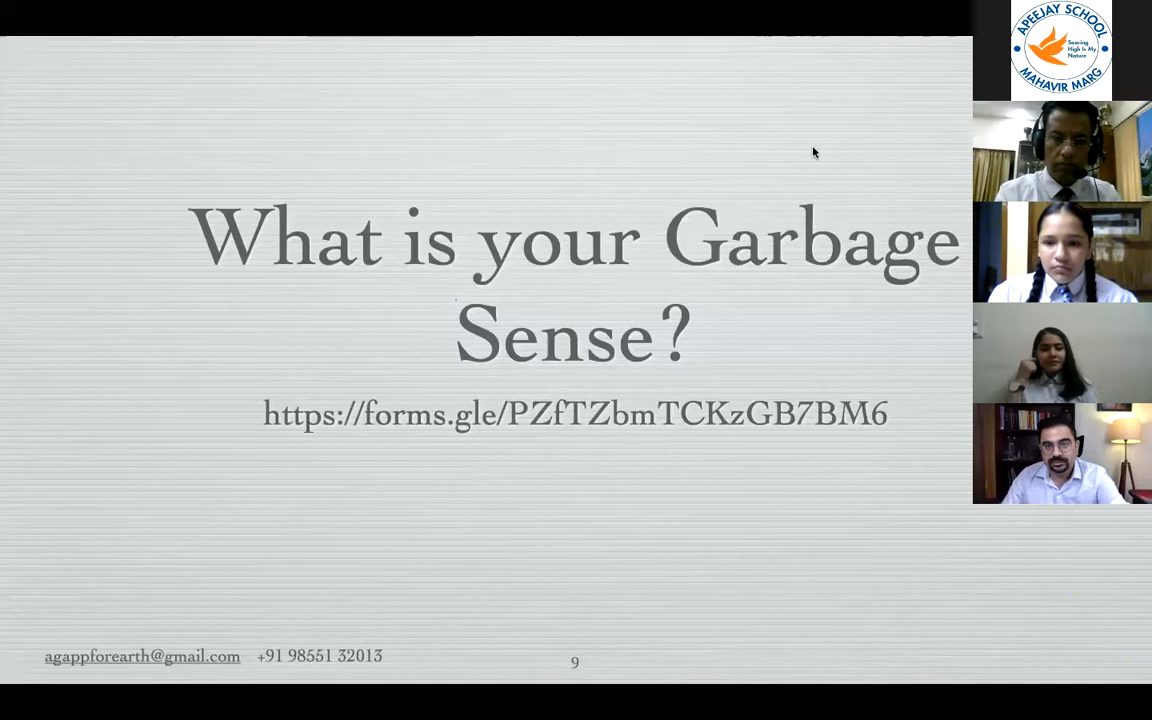 What is your Garbage
Sense?
https://forms.gle/PZfTZbmTCKzGB7BM6
agappforearth@gmail.com +91 98551 32013
9
APEEJAY SCHOOL
Soaring
High Is My
Nature
MAHAVIR MARG